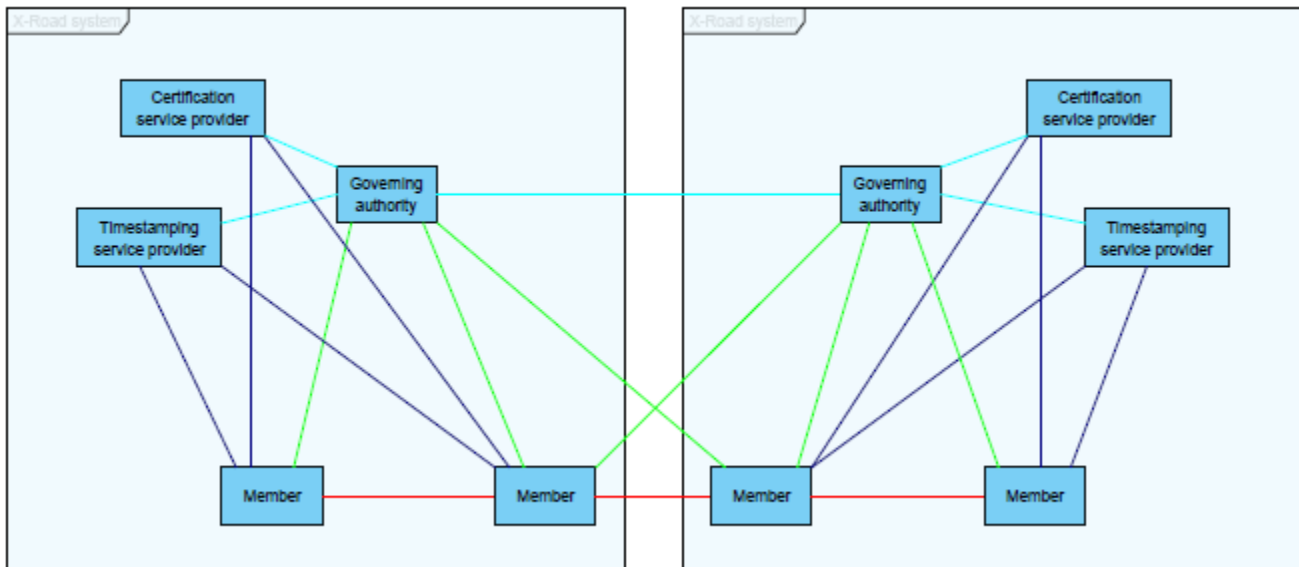 X-Road system
X-Road system
Certification
service provider
Certification
service provider
Governing
authority
Governing
authority
Timestamping
service provider
Timestamping
service provider
Member
Member
Member
Member